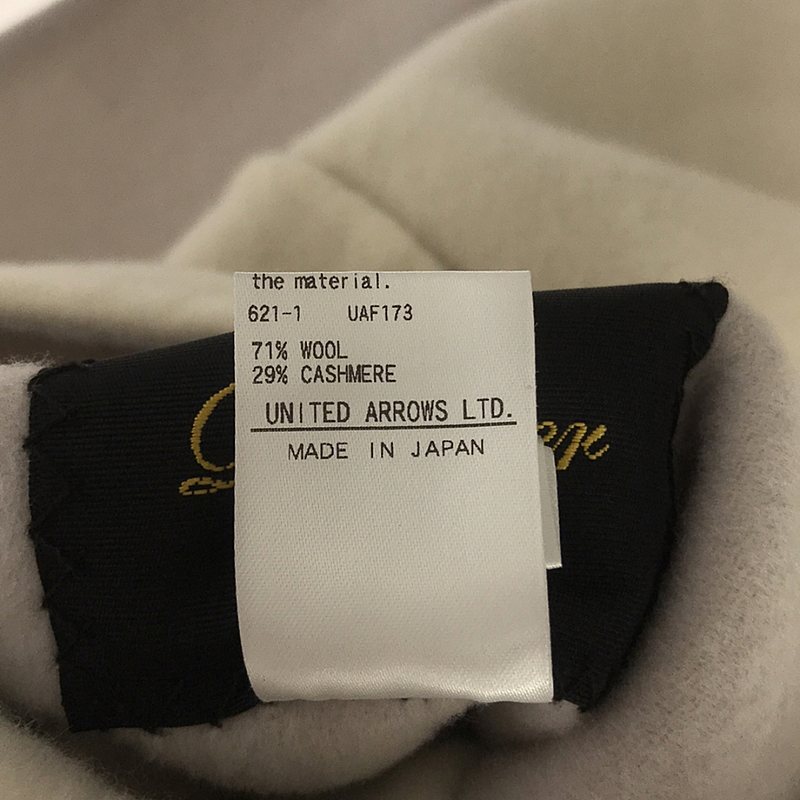 the material.
621-1 UAF173
71% WOOL
29% CASHMERE
UNITED ARROWS LTD.
MADE IN JAPAN